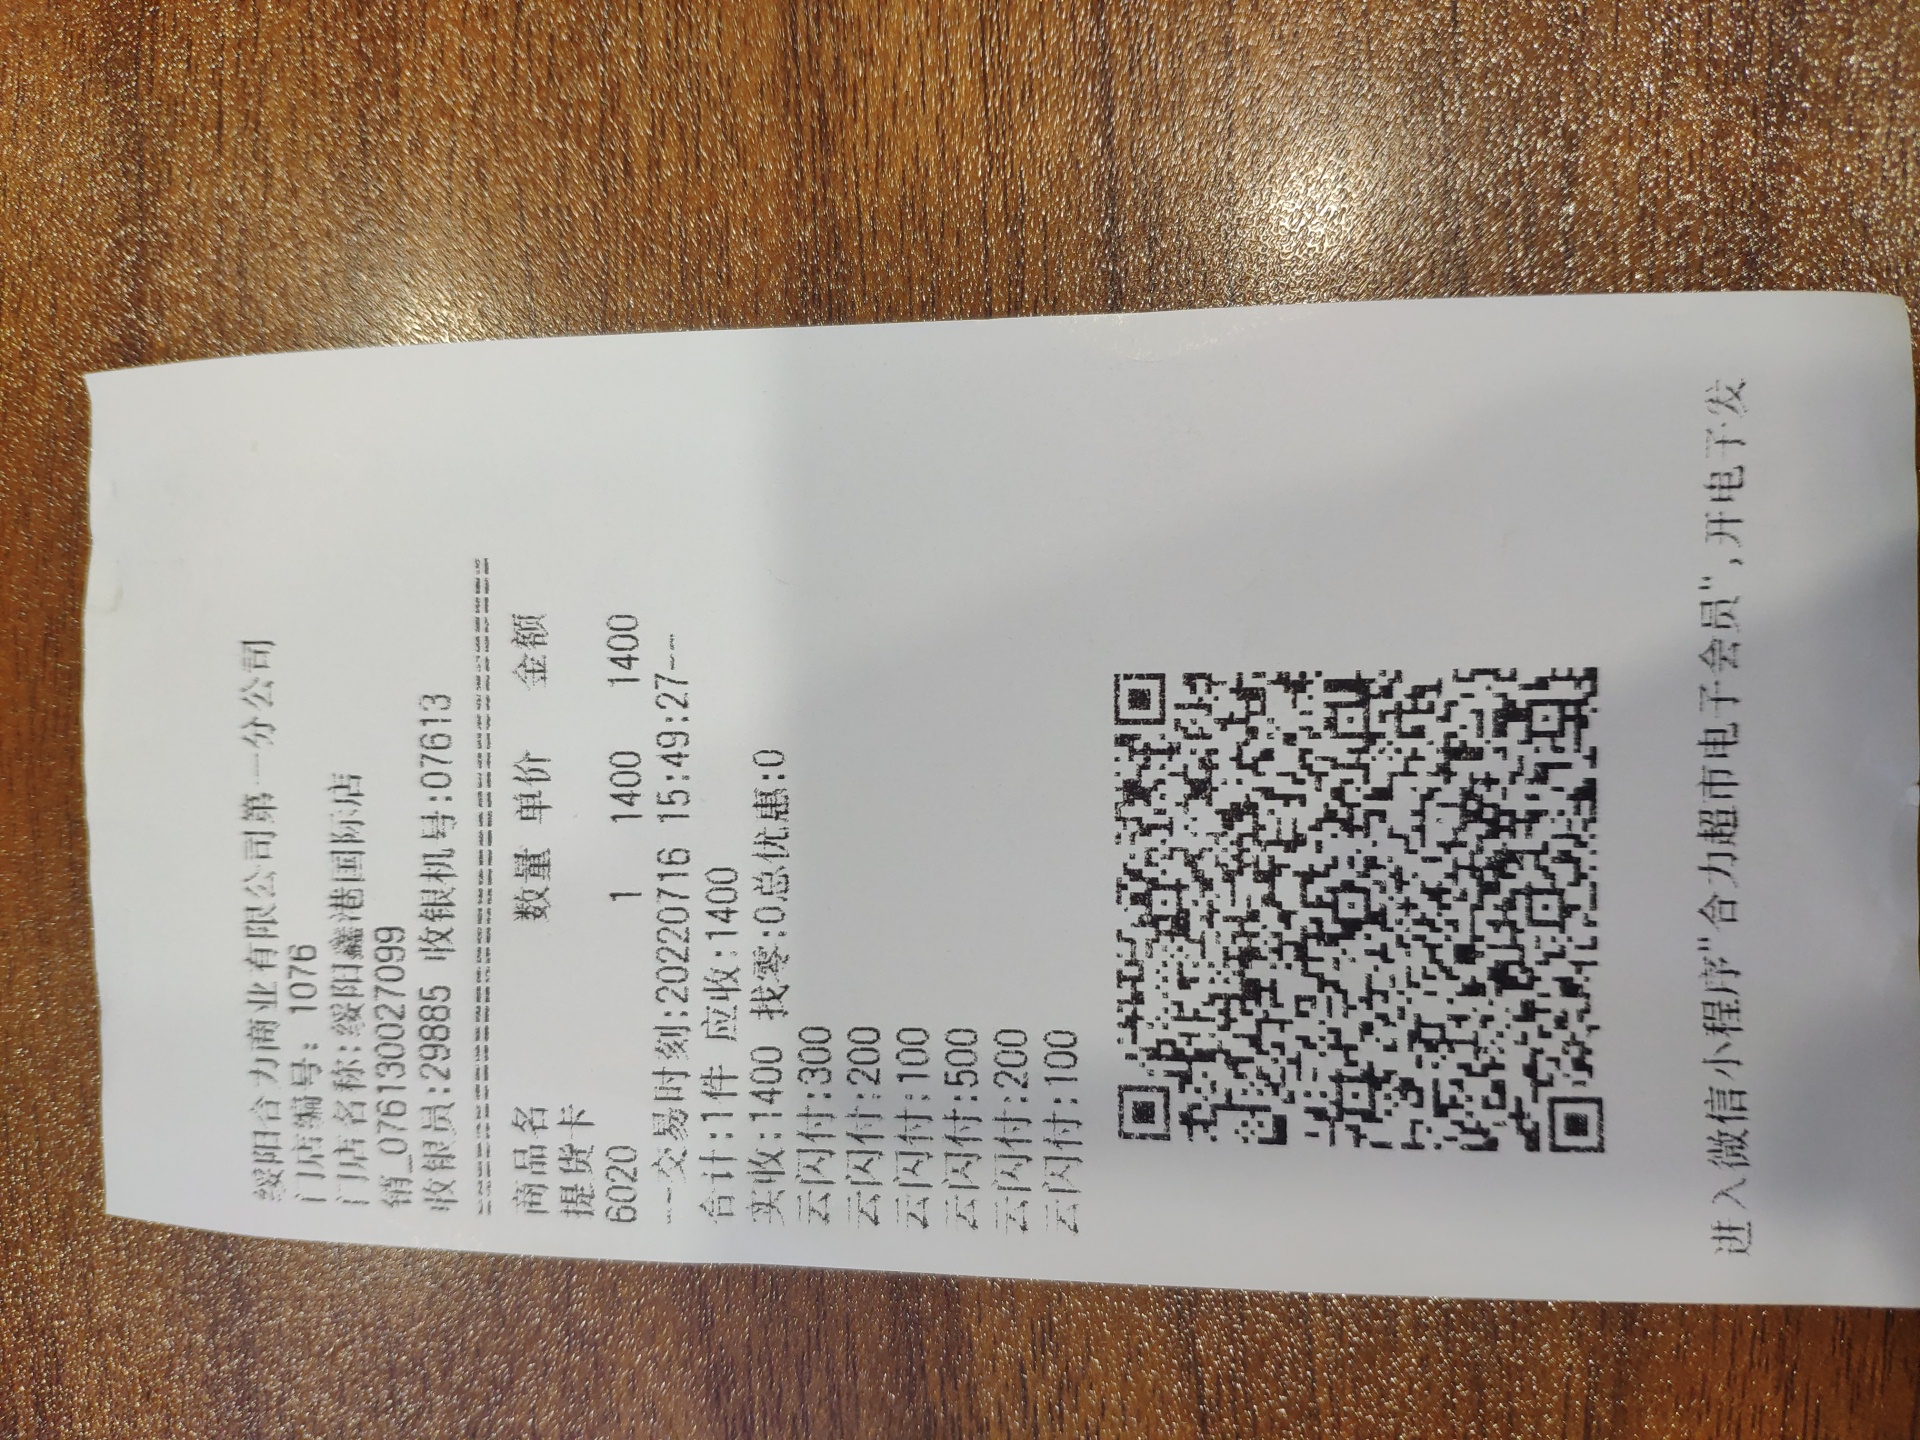 绥阳合力商业有限公司第一分公司
门店编号: 1076
门店名称:绥阳鑫港国际店
销_076130027099
收银员:29885 收银机号:07613
商品名 数量 单价 金额
提货卡
6020 1 1400 1400
--交易时刻:20220716 15:49:27--
合计:1件 应收:1400
实收:1400 找零:0总优惠:0
云闪付:300
云闪付:200
云闪付:100
云闪付:500
云闪付:200
云闪付:100
进入微信小程序"合力超市电子会员",开电子发